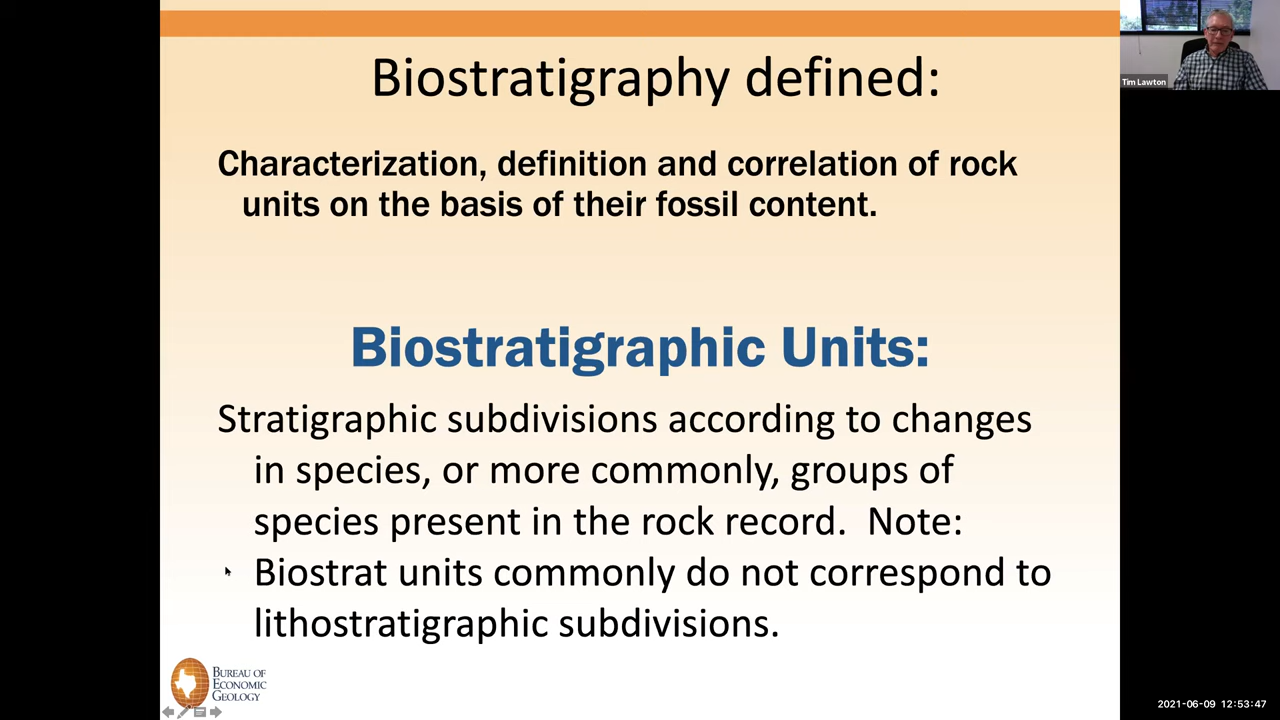 Biostratigraphy defined:
Tim Lawton
Characterization, definition and correlation of rock
units on the basis of their fossil content.
Biostratigraphic Units:
Stratigraphic subdivisions according to changes
in species, or more commonly, groups of
species present in the rock record.  Note:
Biostrat units commonly do not correspond to
lithostratigraphic subdivisions.
BUREAU OF
ECONOMIC
GEOLOGY
2021-06-09 12:53:47